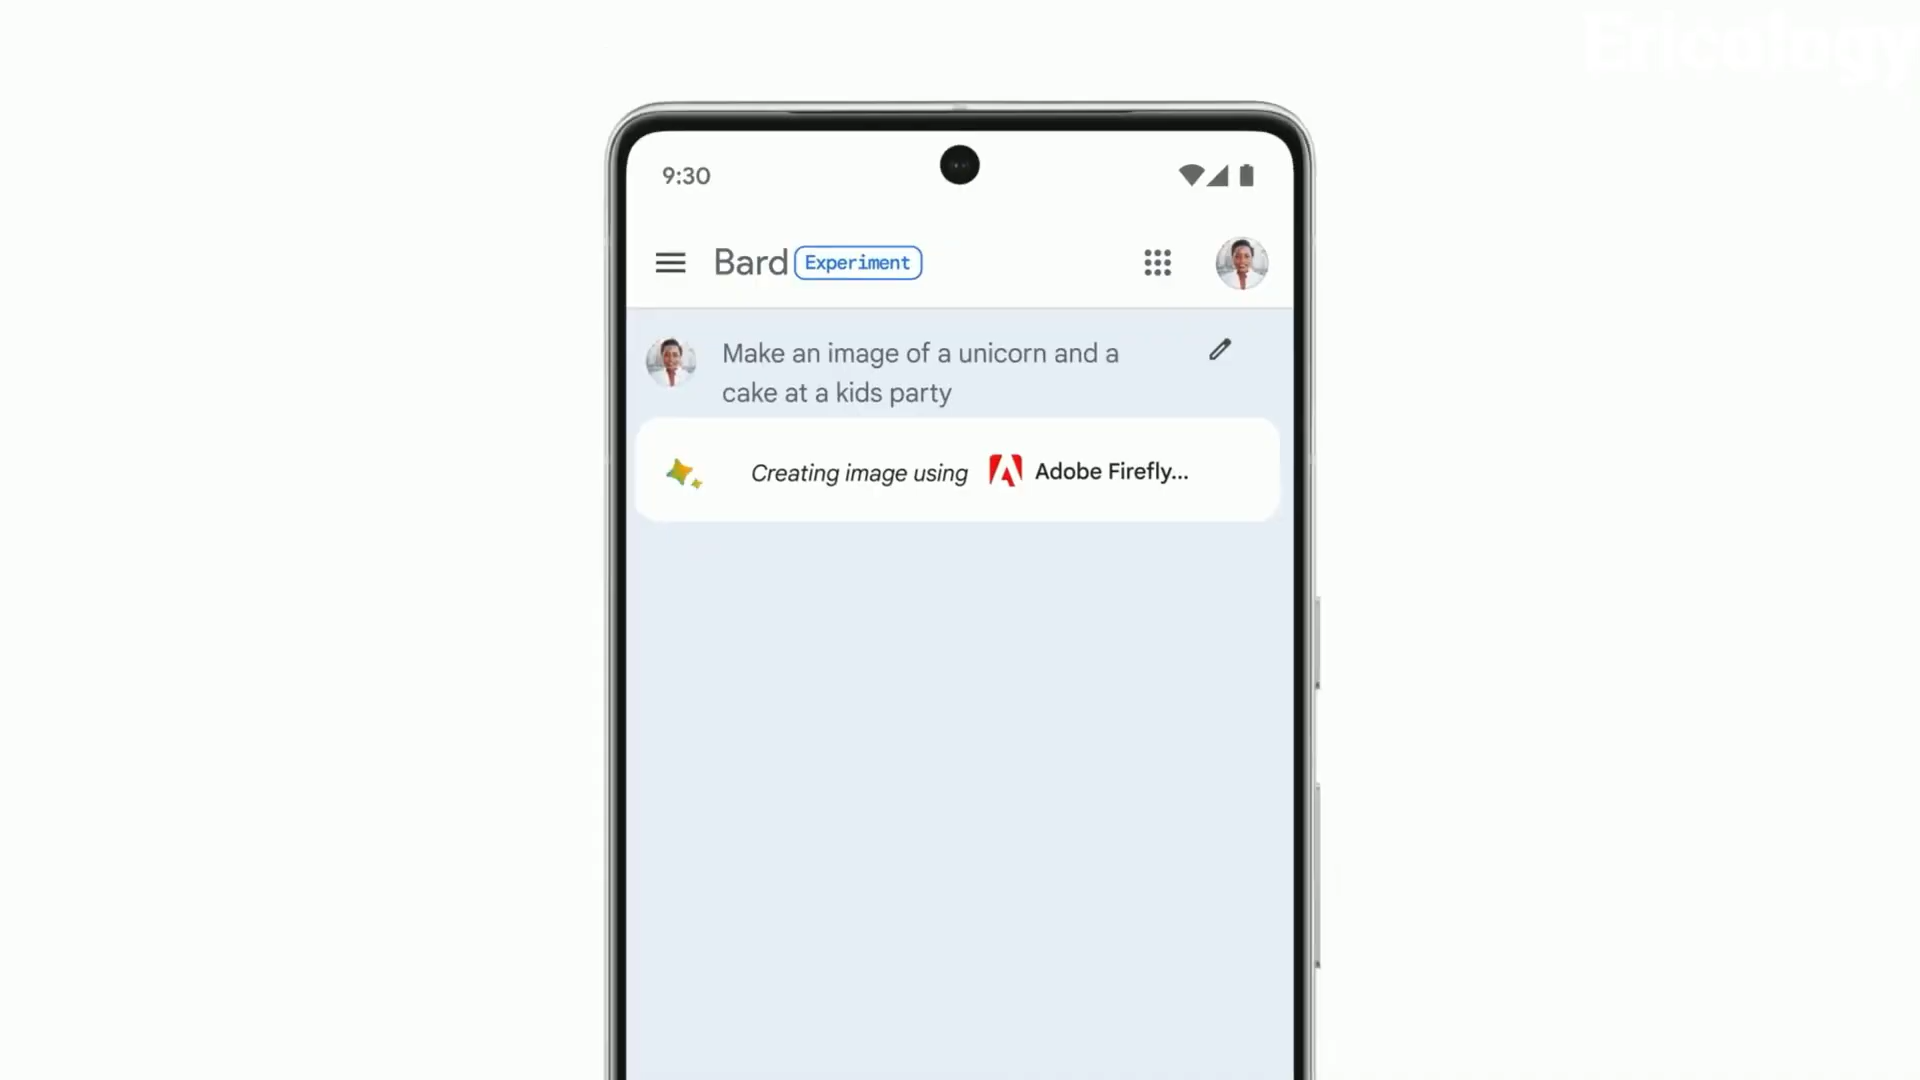 Ericology
9:30
Bard Experiment
Make an image of a unicorn and a
cake at a kids party
Creating image using Adobe Firefly...